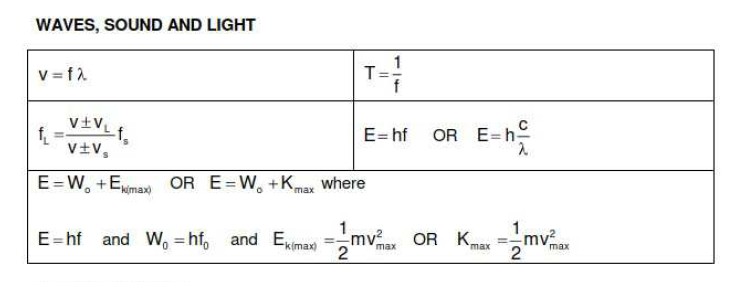 WAVES, SOUND AND LIGHT
v = f λ
T = 1/f
f_L = (v ± v_L)/(v ± v_s) f_s
E = hf OR E = h c/λ
E = W_o + E_k(max) OR E = W_o + K_max where
E = hf and W_0 = hf_0 and E_k(max) = 1/2 mv²_max OR K_max = 1/2 mv²_max